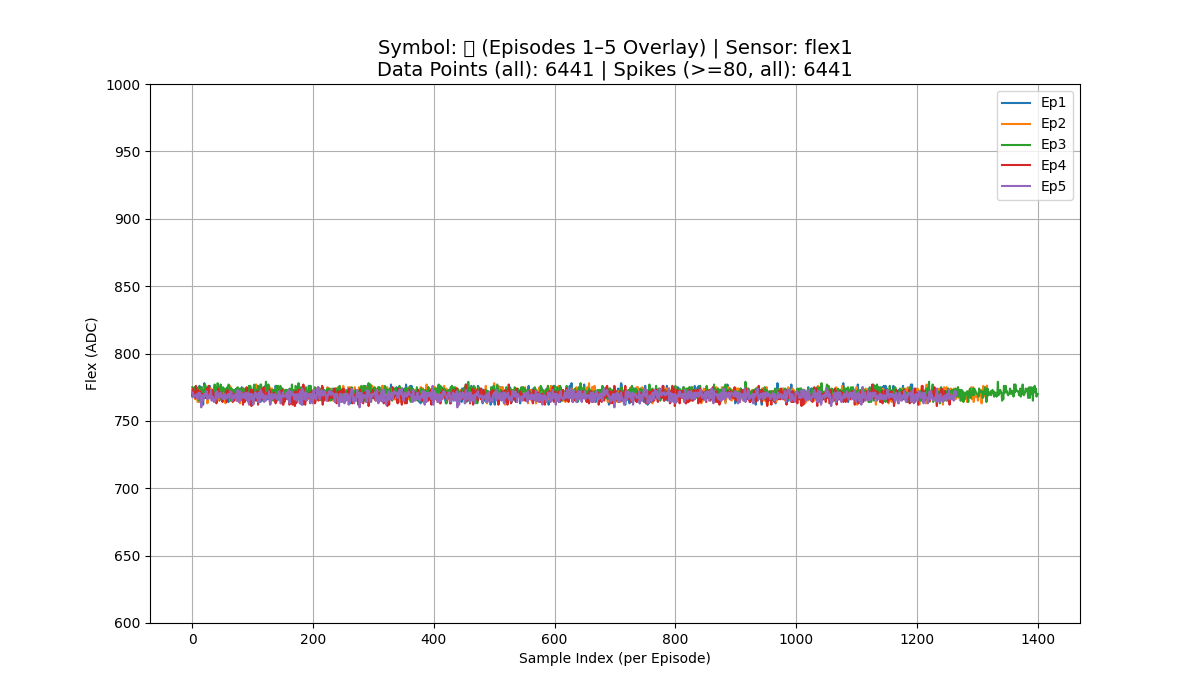 Symbol: (Episodes 1–5 Overlay) | Sensor: flex1
Data Points (all): 6441 | Spikes (>=80, all): 6441
1000
950
900
850
800
750
700
650
600
Flex (ADC)
Ep1
Ep2
Ep3
Ep4
Ep5
0
200
400
600
800
1000
1200
1400
Sample Index (per Episode)